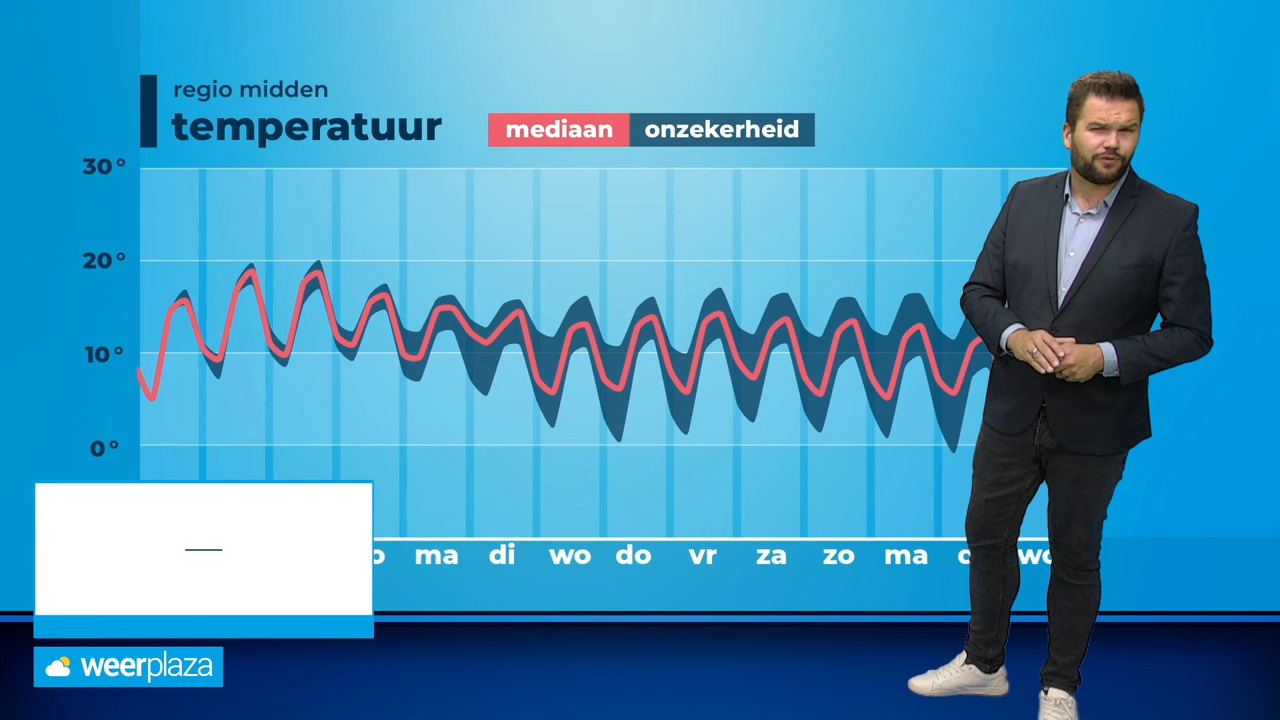 regio midden
temperatuur
mediaan onzekerheid
30°
20°
10°
0°
ma di wo do vr za zo ma
weerplaza